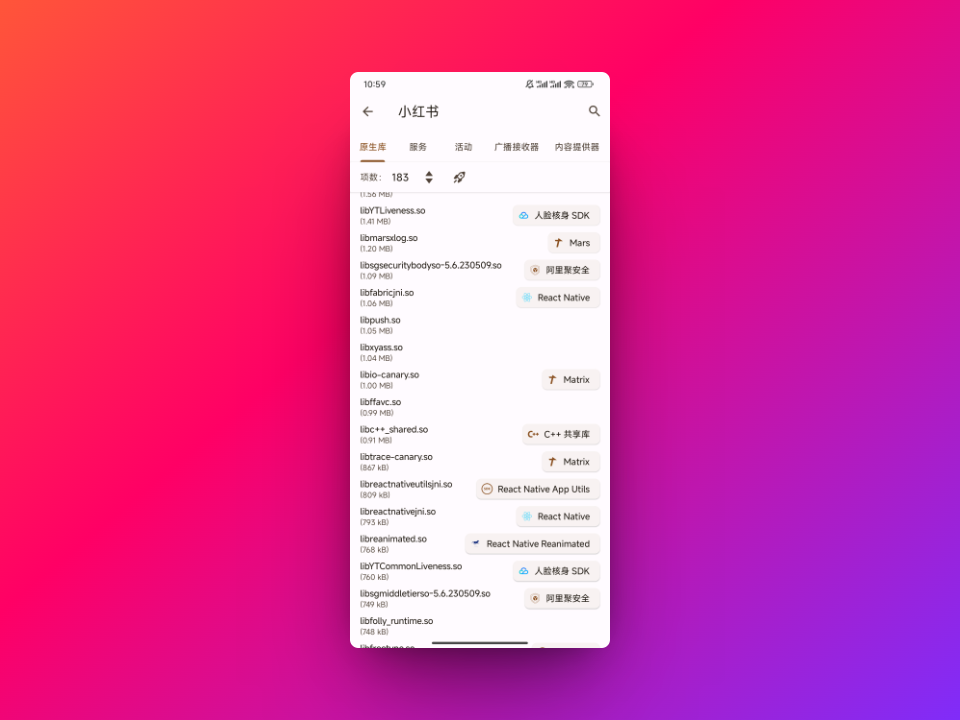 10:59
79
小红书
原生库 服务 活动 广播接收器 内容提供器
项数： 183
(1.56 MB)
libYTLiveness.so
(1.41 MB)
人脸核身 SDK
libmarsxlog.so
(1.20 MB)
Mars
libsgsecuritybodyso-5.6.230509.so
(1.09 MB)
阿里聚安全
libfabricjni.so
(1.06 MB)
React Native
libpush.so
(1.05 MB)
libxyass.so
(1.04 MB)
libio-canary.so
(1.00 MB)
Matrix
libffavc.so
(0.99 MB)
libc++_shared.so
(0.91 MB)
C++ C++ 共享库
libtrace-canary.so
(867 kB)
Matrix
libreactnativeutilsjni.so
(809 kB)
React Native App Utils
libreactnativejni.so
(793 kB)
React Native
libreanimated.so
(768 kB)
React Native Reanimated
libYTCommonLiveness.so
(760 kB)
人脸核身 SDK
libsgmiddletierso-5.6.230509.so
(749 kB)
阿里聚安全
libfolly_runtime.so
(748 kB)